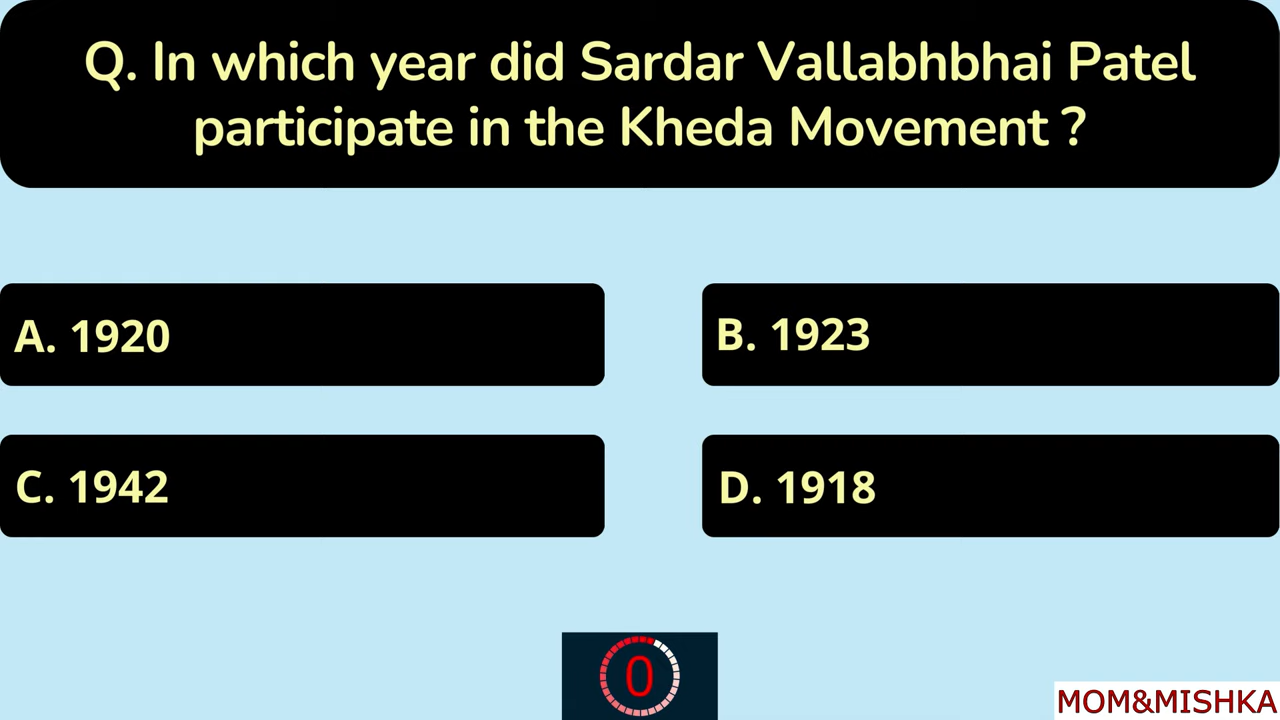 Q. In which year did Sardar Vallabhbhai Patel
participate in the Kheda Movement ?
A. 1920
B. 1923
C. 1942
D. 1918
0
MOM&MISHKA